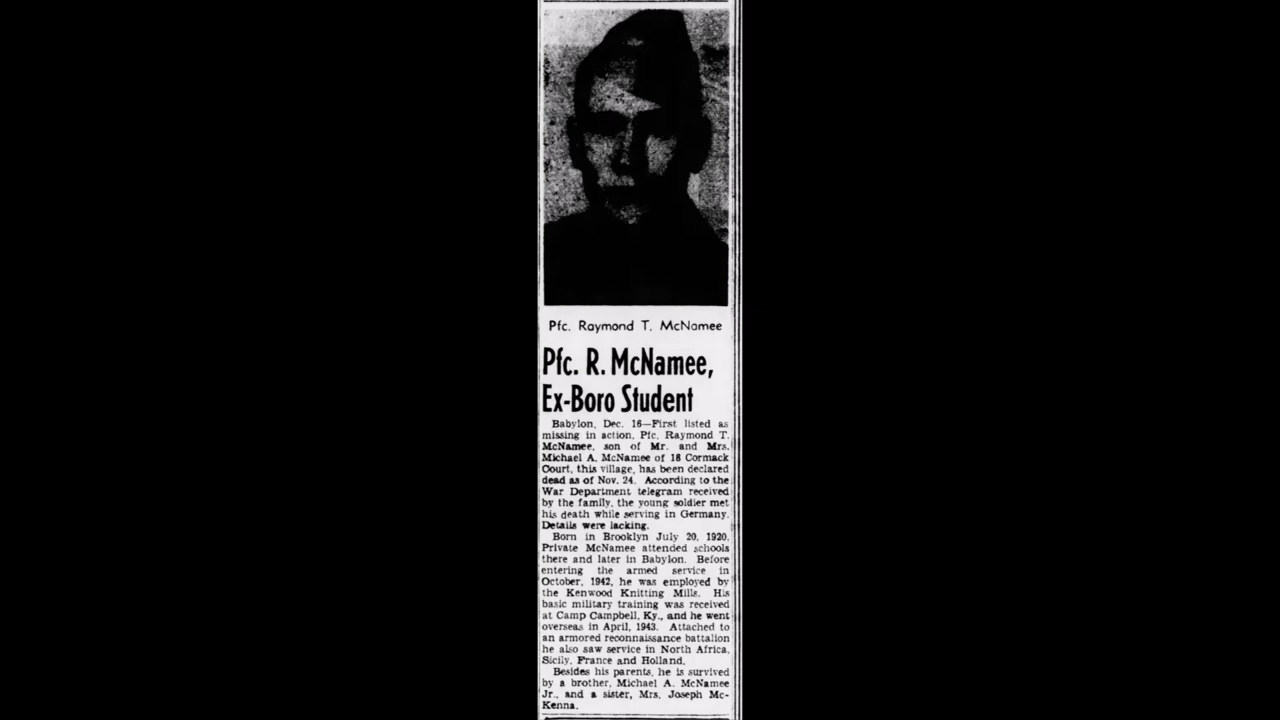 Pfc. Raymond T. McNamee
Pfc. R. McNamee,
Ex-Boro Student
Babylon, Dec. 16—First listed as
missing in action, Pfc. Raymond T.
McNamee, son of Mr. and Mrs.
Michael A. McNamee of 18 Cormack
Court, this village, has been declared
dead as of Nov. 24. According to the
War Department telegram received
by the family, the young soldier met
his death while serving in Germany.
Details were lacking.
Born in Brooklyn July 20, 1920,
Private McNamee attended schools
there and later in Babylon. Before
entering the armed service in
October, 1942, he was employed by
the Kenwood Knitting Mills. His
basic military training was received
at Camp Campbell, Ky., and he went
overseas in April, 1943. Attached to
an armored reconnaissance battalion
he also saw service in North Africa,
Sicily, France and Holland.
Besides his parents, he is survived
by a brother, Michael A. McNamee
Jr., and a sister, Mrs. Joseph Mc-
Kenna.